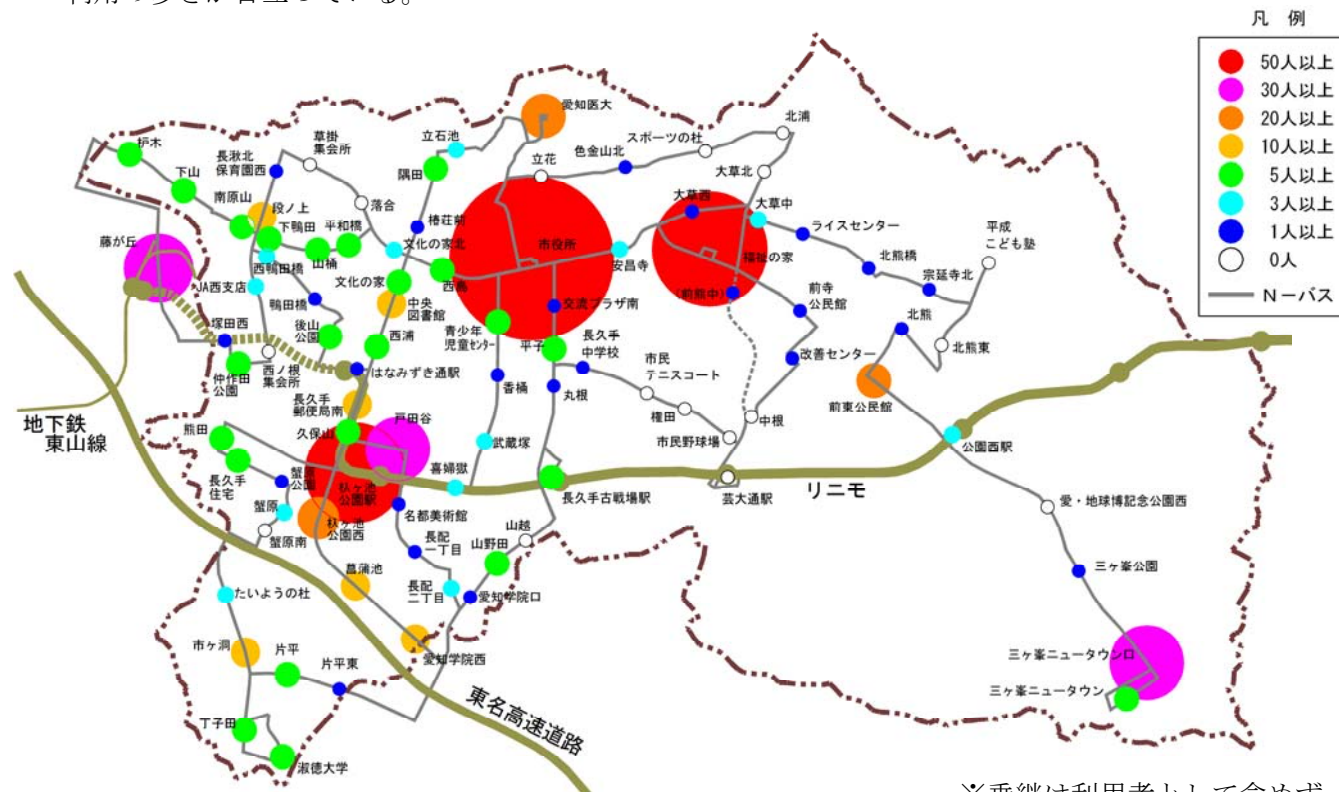 凡 例
50人以上
30人以上
20人以上
10人以上
5人以上
3人以上
1人以上
0人
N－バス
愛知医大
北浦
スポーツの杜
色金山北
立花
大草北
立石池
草掛
集会所
長湫北
保育園西
杁木
下山
隅田
南原山
段ノ上
落合
椿荘前
大草西
大草中
ライスセンター
平成
こども塾
下鴨田
平和橋
山桶
文化の家北
市役所
安昌寺
福祉の家
北熊橋
宗延寺北
藤が丘
西鴨田橋
JA西支店
文化の家
西島
(前熊中)
前寺
公民館
鴨田橋
中央
図書館
交流プラザ南
北熊
塚田西
後山
公園
西浦
青少年
児童センター
平子
長久手
中学校
改善センター
北熊東
仲作田
公園
西ノ根
集会所
はなみずき通駅
香桶
丸根
市民
テニスコート
権田
前東公民館
地下鉄
東山線
長久手
郵便局南
戸田谷
熊田
久保山
市民野球場
中根
公園西駅
武蔵塚
長久手
住宅
蟹原
公園
杁ヶ池
公園駅
喜婦嶽
長久手古戦場駅
芸大通駅
リニモ
蟹原
名都美術館
愛・地球博記念公園西
蟹原南
杁ヶ池
公園西
長配
一丁目
山野田
山越
菖蒲池
長配
二丁目
愛知学院口
三ヶ峯公園
たいようの杜
市ヶ洞
片平
片平東
愛知学院西
三ヶ峯ニュータウン口
三ヶ峯ニュータウン
東名高速道路
丁子田
淑徳大学